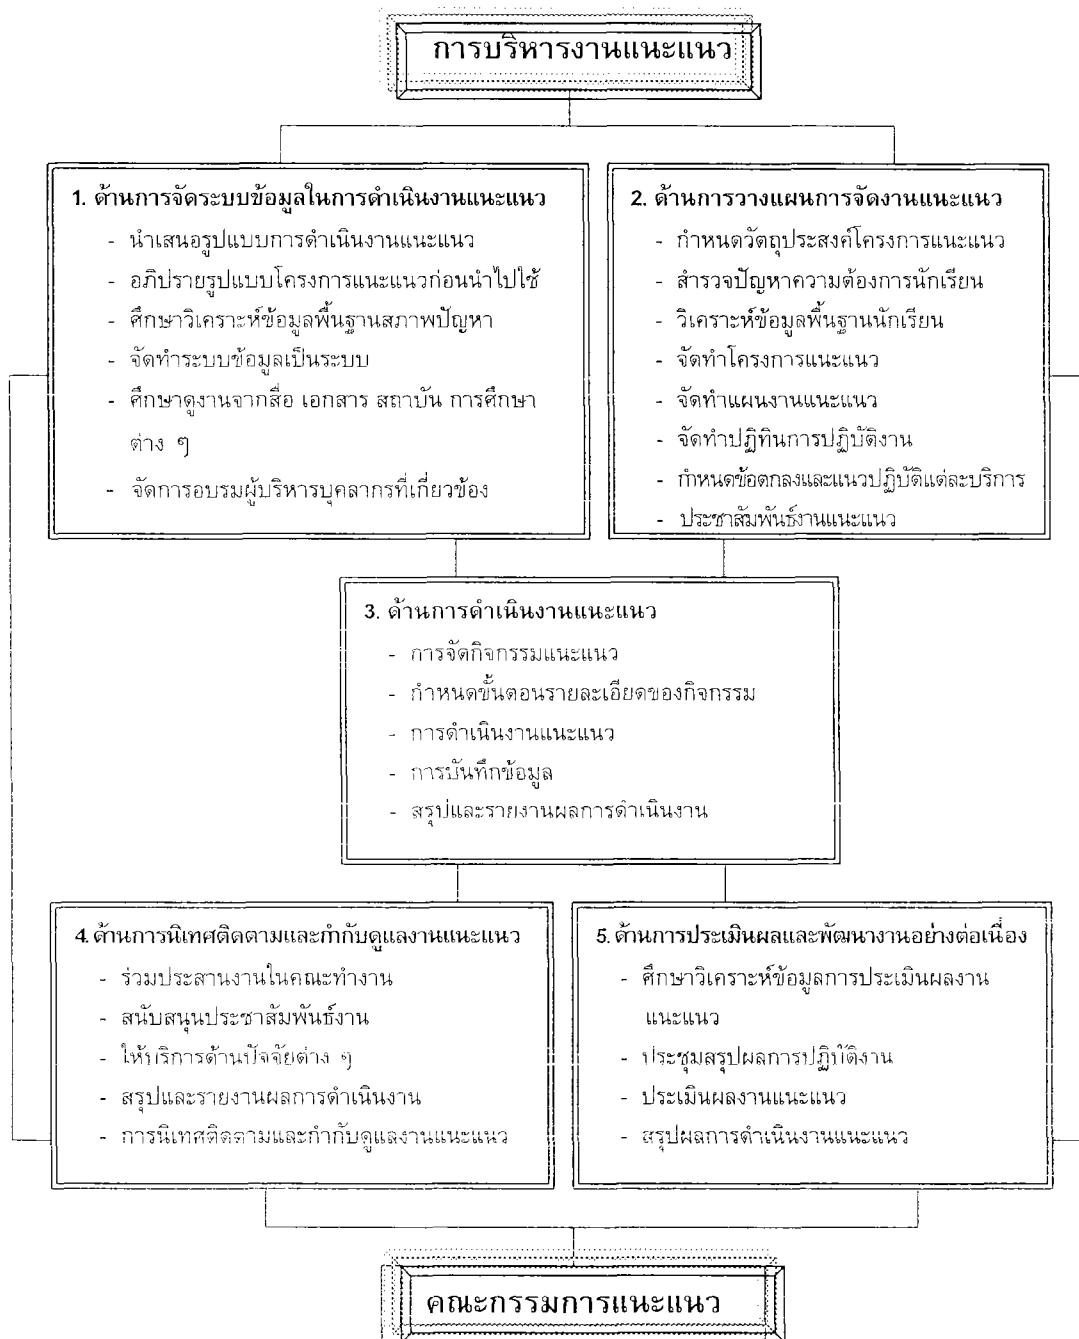 การบริหารงานแนะแนว
1. ด้านการจัดระบบข้อมูลในการดำเนินงานแนะแนว
- นำเสนอรูปแบบการดำเนินงานแนะแนว
- อภิปรายรูปแบบโครงการแนะแนวก่อนนำไปใช้
- ศึกษาวิเคราะห์ข้อมูลพื้นฐานสภาพปัญหา
- จัดทำระบบข้อมูลเป็นระบบ
- ศึกษาดูงานจากสื่อ เอกสาร สถาบัน การศึกษา
ต่าง ๆ
- จัดการอบรมผู้บริหารบุคลากรที่เกี่ยวข้อง
2. ด้านการวางแผนการจัดงานแนะแนว
- กำหนดวัตถุประสงค์โครงการแนะแนว
- สำรวจปัญหาความต้องการนักเรียน
- วิเคราะห์ข้อมูลพื้นฐานนักเรียน
- จัดทำโครงการแนะแนว
- จัดทำแผนงานแนะแนว
- จัดทำปฏิทินการปฏิบัติงาน
- กำหนดข้อตกลงและแนวปฏิบัติแต่ละบริการ
- ประชาสัมพันธ์งานแนะแนว
3. ด้านการดำเนินงานแนะแนว
- การจัดกิจกรรมแนะแนว
- กำหนดขั้นตอนรายละเอียดของกิจกรรม
- การดำเนินงานแนะแนว
- การบันทึกข้อมูล
- สรุปและรายงานผลการดำเนินงาน
4. ด้านการนิเทศติดตามและกำกับดูแลงานแนะแนว
- ร่วมประสานงานในคณะทำงาน
- สนับสนุนประชาสัมพันธ์งาน
- ให้บริการด้านปัจจัยต่าง ๆ
- สรุปและรายงานผลการดำเนินงาน
- การนิเทศติดตามและกำกับดูแลงานแนะแนว
5. ด้านการประเมินผลและพัฒนางานอย่างต่อเนื่อง
- ศึกษาวิเคราะห์ข้อมูลการประเมินผลงาน
แนะแนว
- ประชุมสรุปผลการปฏิบัติงาน
- ประเมินผลงานแนะแนว
- สรุปผลการดำเนินงานแนะแนว
คณะกรรมการแนะแนว